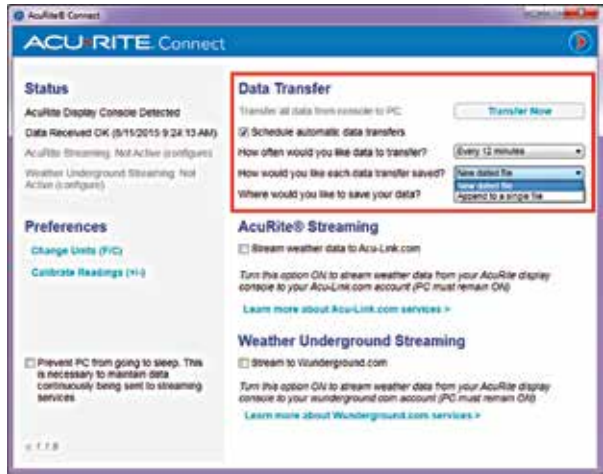 AcuRite® Connect
ACU RITE Connect
Status
AcuRite Display Console Detected
Data Received OK (8/15/2015 9:24:13 AM)
AcuRite Streaming: Not Active (configure)
Weather Underground Streaming: Not
Active (configure)
Preferences
Change Units (F/C)
Calibrate Readings (+/-)
Prevent PC from going to sleep. This
is necessary to maintain data
continuously being sent to streaming
services
Data Transfer
Transfer all data from console to PC
Transfer Now
Schedule automatic data transfers
How often would you like data to transfer?
Every 12 minutes
How would you like each data transfer saved?
New dated file
New dated file
Append to a single file
Where would you like to save your data?
AcuRite® Streaming
Stream weather data to Acu-Link.com
Turn this option ON to stream weather data from your AcuRite display
console to your Acu-Link.com account (PC must remain ON)
Learn more about Acu-Link.com services >
Weather Underground Streaming
Stream to Wunderground.com
Turn this option ON to stream weather data from your AcuRite display
console to your wunderground.com account (PC must remain ON)
Learn more about Wunderground.com services >